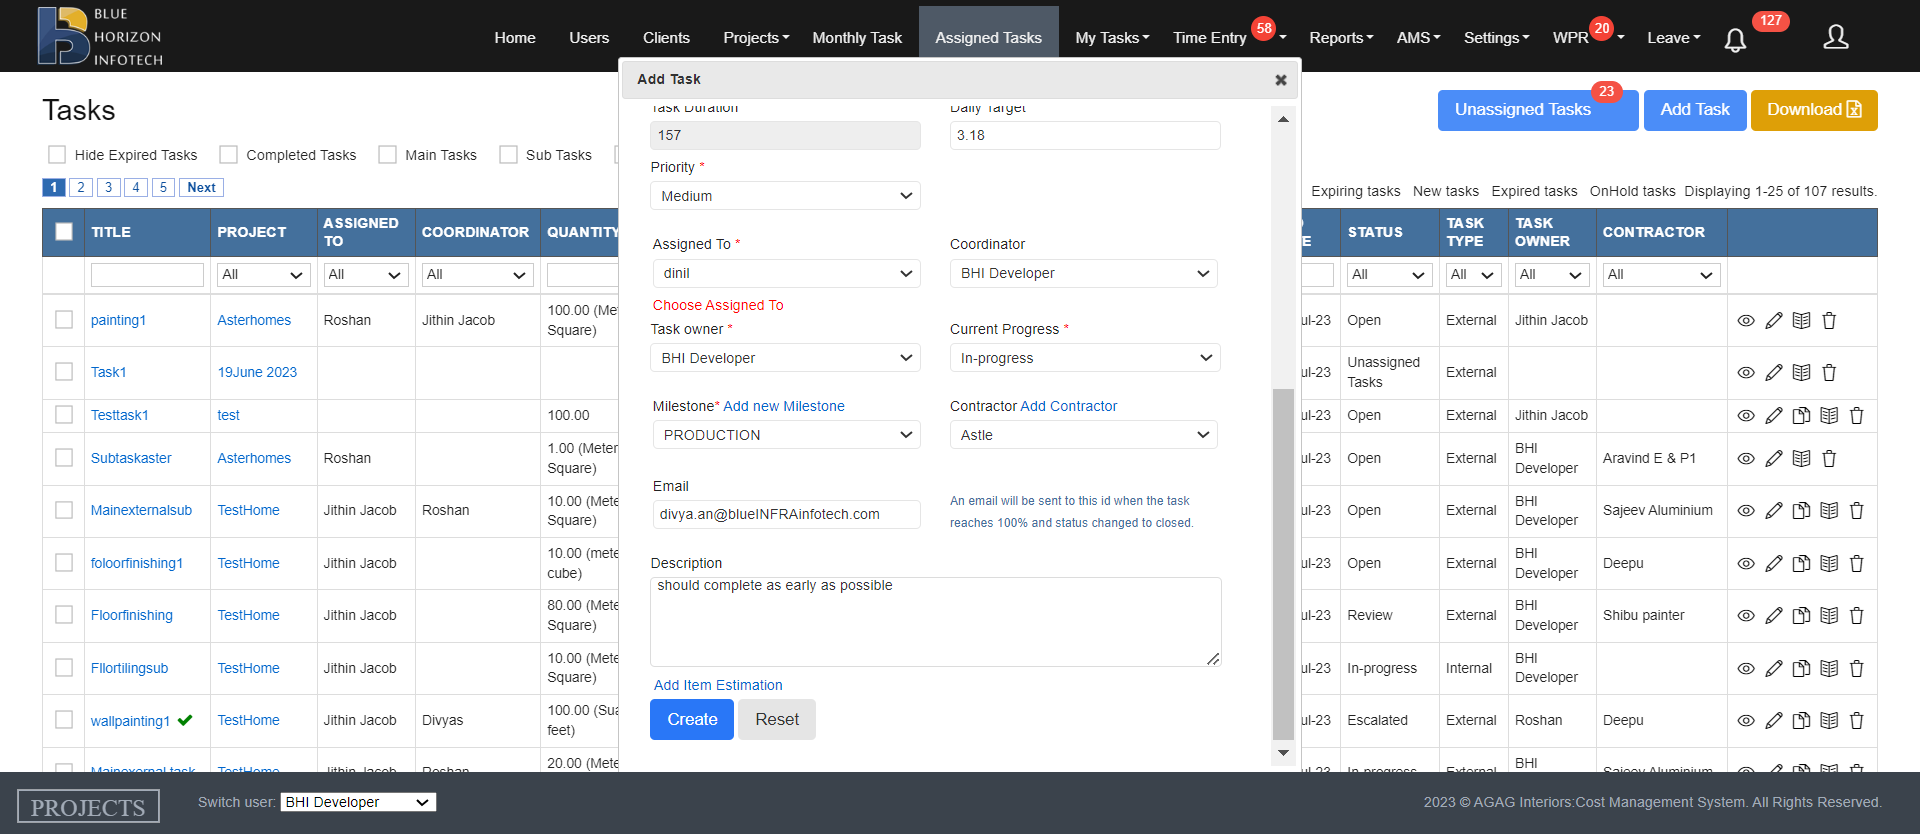 BLUE
HORIZON
INFOTECH
Home Users Clients Projects Monthly Task Assigned Tasks My Tasks Time Entry 58 Reports AMS Settings WPR 20 Leave 127
Tasks
Unassigned Tasks 23 Add Task Download
Hide Expired Tasks Completed Tasks Main Tasks Sub Tasks
1 2 3 4 5 Next
Expiring tasks New tasks Expired tasks OnHold tasks Displaying 1-25 of 107 results.
TITLE PROJECT ASSIGNED TO COORDINATOR QUANTITY STATUS TASK TYPE TASK OWNER CONTRACTOR
All All All All All All All
painting1 Asterhomes Roshan Jithin Jacob 100.00 (Met Square) ul-23 Open External Jithin Jacob
Task1 19June 2023 ul-23 Unassigned Tasks External
Testtask1 test 100.00 ul-23 Open External Jithin Jacob
Subtaskaster Asterhomes Roshan 1.00 (Meter Square) ul-23 Open External BHI Developer Aravind E & P1
Mainexternalsub TestHome Jithin Jacob Roshan 10.00 (Mete Square) ul-23 Open External BHI Developer Sajeev Aluminium
foloorfinishing1 TestHome Jithin Jacob 10.00 (mete cube) ul-23 Open External BHI Developer Deepu
Floorfinishing TestHome Jithin Jacob 80.00 (Mete Square) ul-23 Review External BHI Developer Shibu painter
Fllortilingsub TestHome Jithin Jacob 10.00 (Mete Square) ul-23 In-progress Internal BHI Developer
wallpainting1 TestHome Jithin Jacob Divyas 100.00 (Sua feet) ul-23 Escalated External Roshan Deepu
Mainexernal task TestHome Jithin Jacob Roshan 20.00 (Mete ul-23 In-progress External BHI Sajeev Aluminium
Add Task
Task Duration Daily Target
157 3.18
Priority *
Medium
Assigned To * Coordinator
dinil BHI Developer
Choose Assigned To
Task owner * Current Progress *
BHI Developer In-progress
Milestone* Add new Milestone Contractor Add Contractor
PRODUCTION Astle
Email
divya.an@blueINFRAinfotech.com
An email will be sent to this id when the task
reaches 100% and status changed to closed.
Description
should complete as early as possible
Add Item Estimation
Create Reset
PROJECTS Switch user: BHI Developer 2023 © AGAG Interiors:Cost Management System. All Rights Reserved.